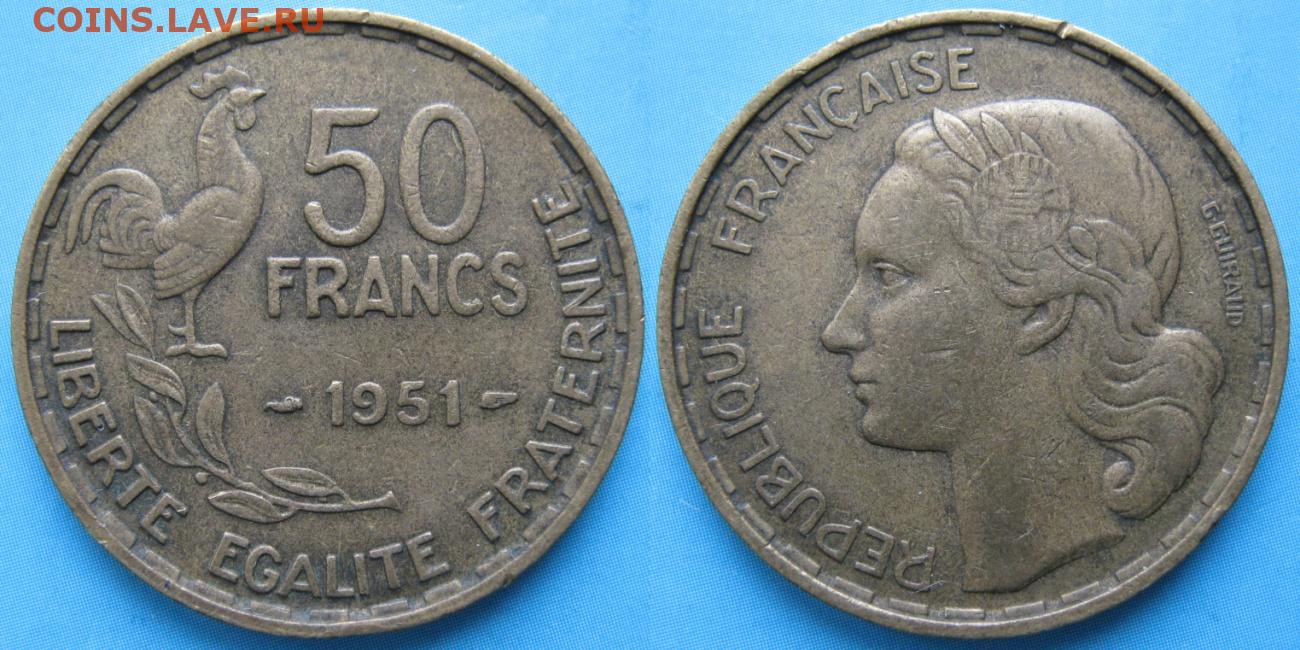 COINS.LAVE.RU
50
FRANCS
1951
LIBERTE EGALITE FRATERNITE
REPUBLIQUE FRANÇAISE
G.GUIRAUD